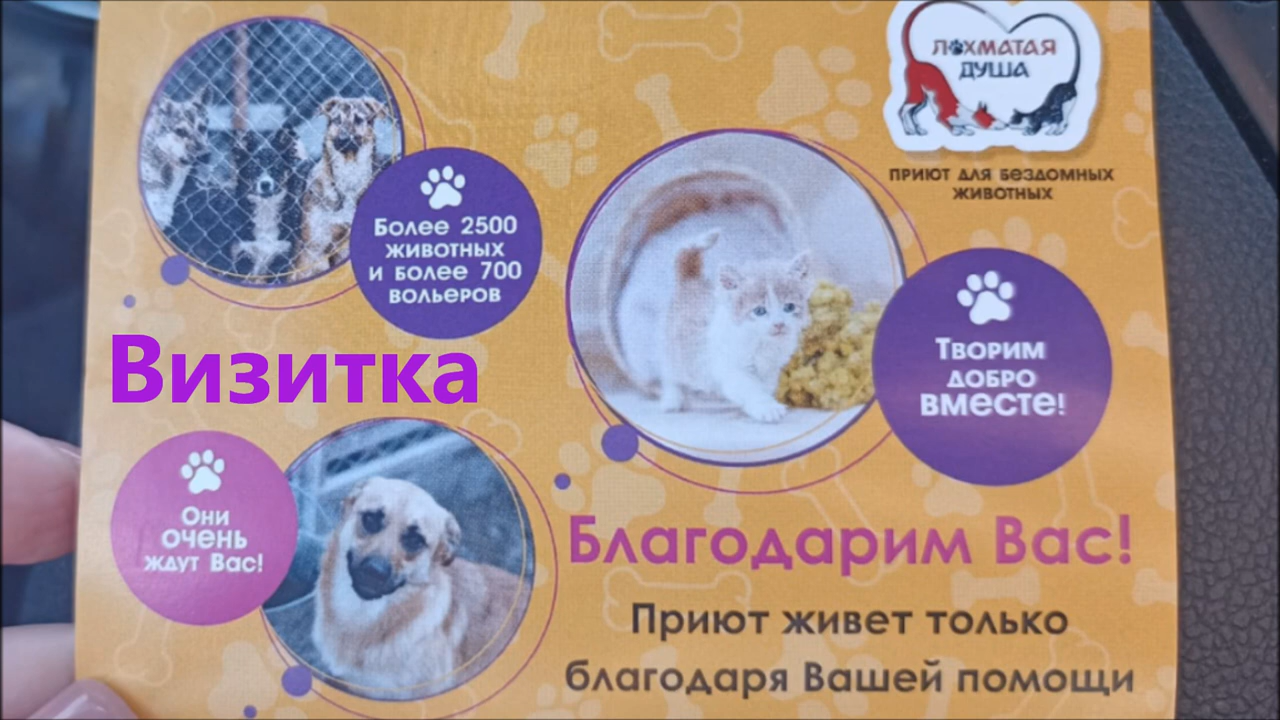 ЛОХМАТАЯ
ДУША
ПРИЮТ ДЛЯ БЕЗДОМНЫХ
ЖИВОТНЫХ
Более 2500
животных
и более 700
вольеров
Творим
добро
вместе!
Визитка
Они
очень
ждут Вас!
Благодарим Вас!
Приют живет только
благодаря Вашей помощи